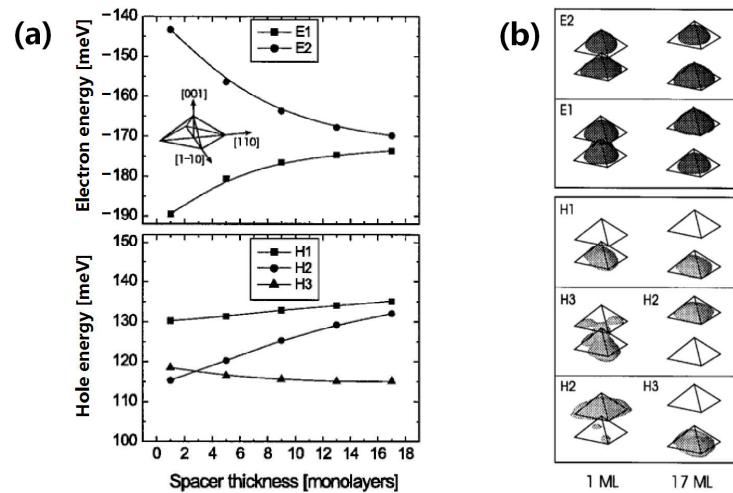 (a)
Electron energy [meV]
−140
−150
−160
−170
−180
−190
E1
E2
[001]
[110]
[1-10]
Hole energy [meV]
150
140
130
120
110
100
H1
H2
H3
0 2 4 6 8 10 12 14 16 18
Spacer thickness [monolayers]
(b)
E2
E1
H1
H3 H2
H2 H3
1 ML 17 ML